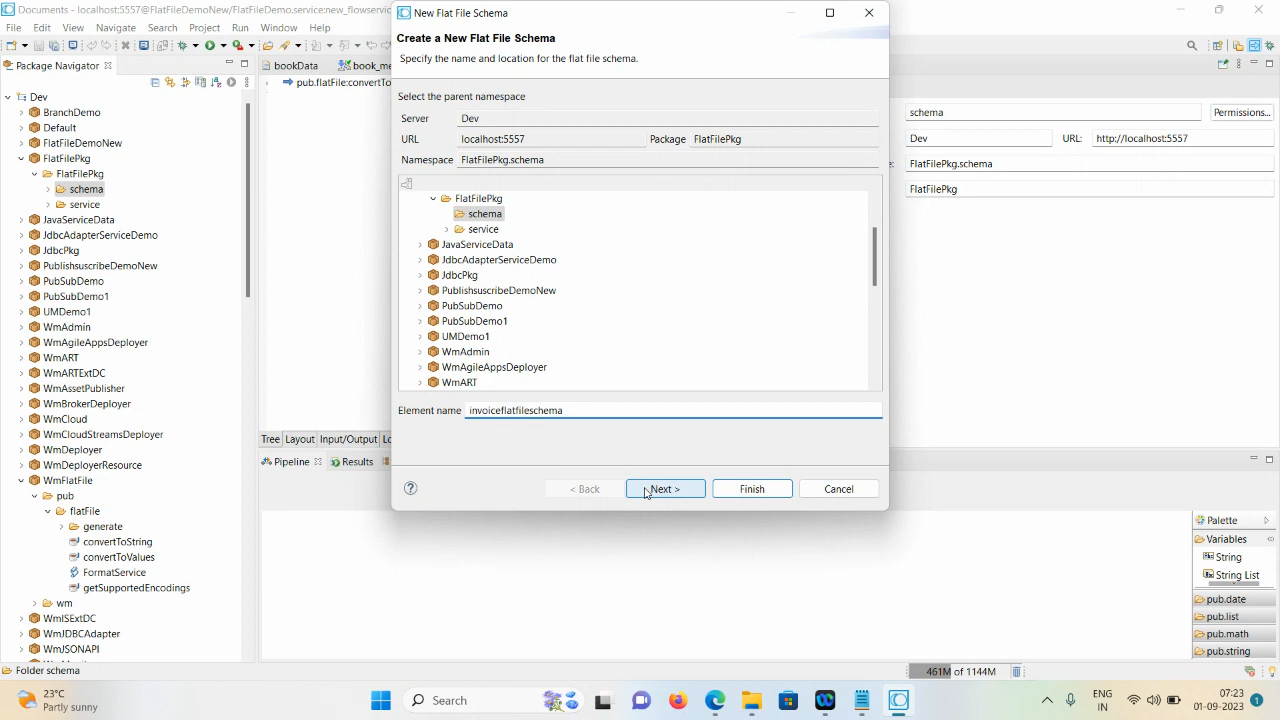 Documents - localhost:5557@FlatFileDemoNew/FlatFileDemo.service:new_flowservic
File Edit View Navigate Search Project Run Window Help
Package Navigator
Dev
BranchDemo
Default
FlatFileDemoNew
FlatFilePkg
FlatFilePkg
schema
service
JavaServiceData
JdbcAdapterServiceDemo
JdbcPkg
PublishsuscribeDemoNew
PubSubDemo
PubSubDemo1
UMDemo1
WmAdmin
WmAgileAppsDeployer
WmART
WmARTExtDC
WmAssetPublisher
WmBrokerDeployer
WmCloud
WmCloudStreamsDeployer
WmDeployer
WmDeployerResource
WmFlatFile
pub
flatFile
generate
convertToString
convertToValues
FormatService
getSupportedEncodings
wm
WmISExtDC
WmJDBCAdapter
WmJSONAPI
Folder schema
bookData
book_me
pub.flatFile:convertTo
Tree Layout Input/Output Lo
Pipeline Results
New Flat File Schema
Create a New Flat File Schema
Specify the name and location for the flat file schema.
Select the parent namespace
Server Dev
URL localhost:5557 Package FlatFilePkg
Namespace FlatFilePkg.schema
FlatFilePkg
schema
service
JavaServiceData
JdbcAdapterServiceDemo
JdbcPkg
PublishsuscribeDemoNew
PubSubDemo
PubSubDemo1
UMDemo1
WmAdmin
WmAgileAppsDeployer
WmART
Element name invoiceflatfileschema
< Back Next > Finish Cancel
schema Permissions...
Dev URL: http://localhost:5557
FlatFilePkg.schema
FlatFilePkg
Palette
Variables
String
String List
pub.date
pub.list
pub.math
pub.string
461M of 1144M
23°C
Partly sunny
Search
ENG
IN
07:23
01-09-2023
1